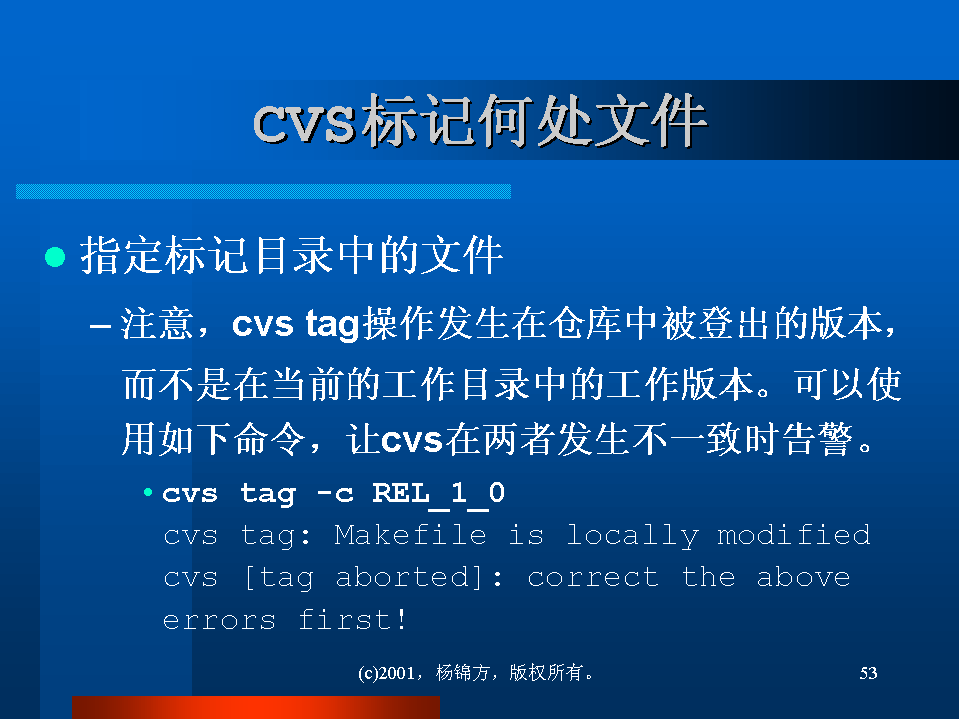 CVS标记何处文件
指定标记目录中的文件
– 注意，cvs tag操作发生在仓库中被登出的版本，
而不是在当前的工作目录中的工作版本。可以使
用如下命令，让cvs在两者发生不一致时告警。
• cvs tag -c REL_1_0
cvs tag: Makefile is locally modified
cvs [tag aborted]: correct the above
errors first!
(c)2001，杨锦方，版权所有。
53